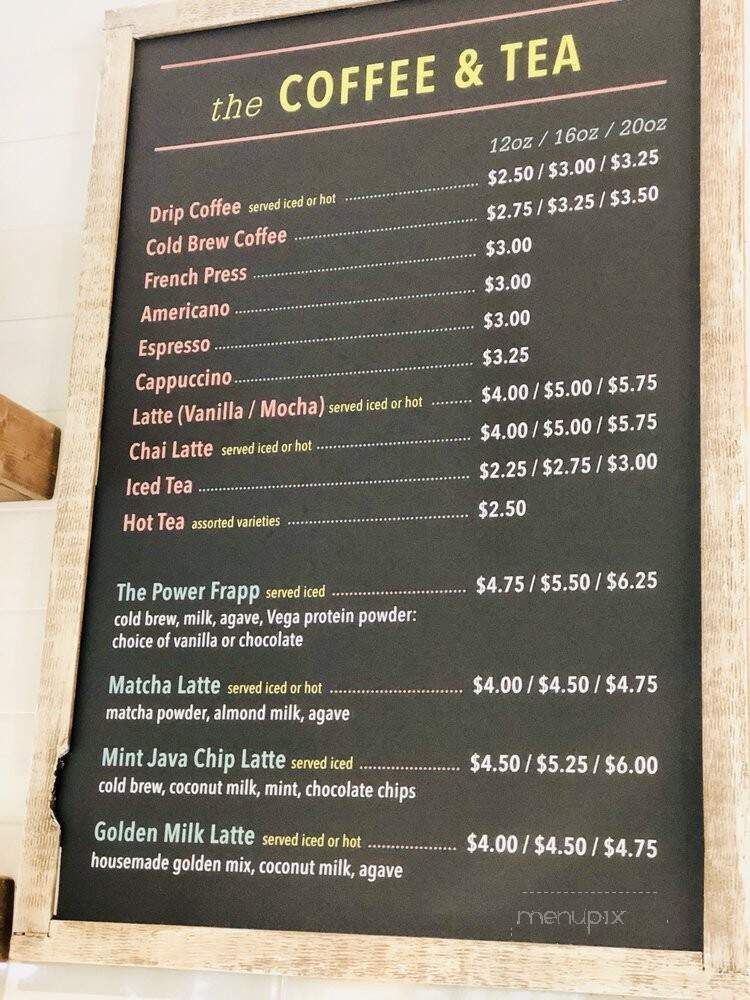 the COFFEE & TEA
12oz / 16oz / 20oz
Drip Coffee served iced or hot ........ $2.50 / $3.00 / $3.25
Cold Brew Coffee ........ $2.75 / $3.25 / $3.50
French Press ........ $3.00
Americano ........ $3.00
Espresso ........ $3.00
Cappuccino ........ $3.25
Latte (Vanilla / Mocha) served iced or hot ........ $4.00 / $5.00 / $5.75
Chai Latte served iced or hot ........ $4.00 / $5.00 / $5.75
Iced Tea ........ $2.25 / $2.75 / $3.00
Hot Tea assorted varieties ........ $2.50
The Power Frapp served iced ........ $4.75 / $5.50 / $6.25
cold brew, milk, agave, Vega protein powder:
choice of vanilla or chocolate
Matcha Latte served iced or hot ........ $4.00 / $4.50 / $4.75
matcha powder, almond milk, agave
Mint Java Chip Latte served iced ........ $4.50 / $5.25 / $6.00
cold brew, coconut milk, mint, chocolate chips
Golden Milk Latte served iced or hot ........ $4.00 / $4.50 / $4.75
housemade golden mix, coconut milk, agave
menupix